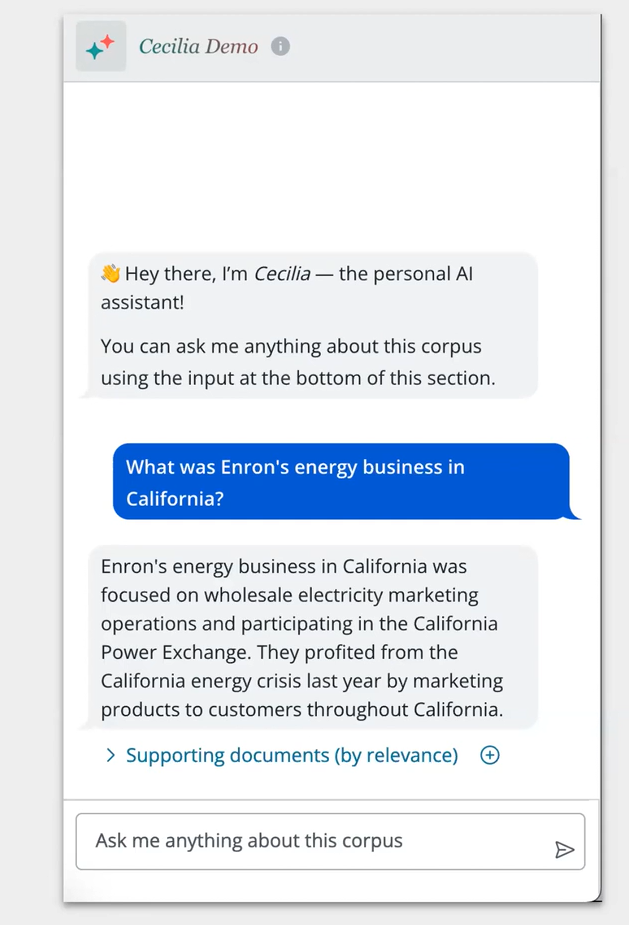 Cecilia Demo
👋 Hey there, I’m Cecilia — the personal AI
assistant!
You can ask me anything about this corpus
using the input at the bottom of this section.
What was Enron's energy business in
California?
Enron's energy business in California was
focused on wholesale electricity marketing
operations and participating in the California
Power Exchange. They profited from the
California energy crisis last year by marketing
products to customers throughout California.
Supporting documents (by relevance)
Ask me anything about this corpus